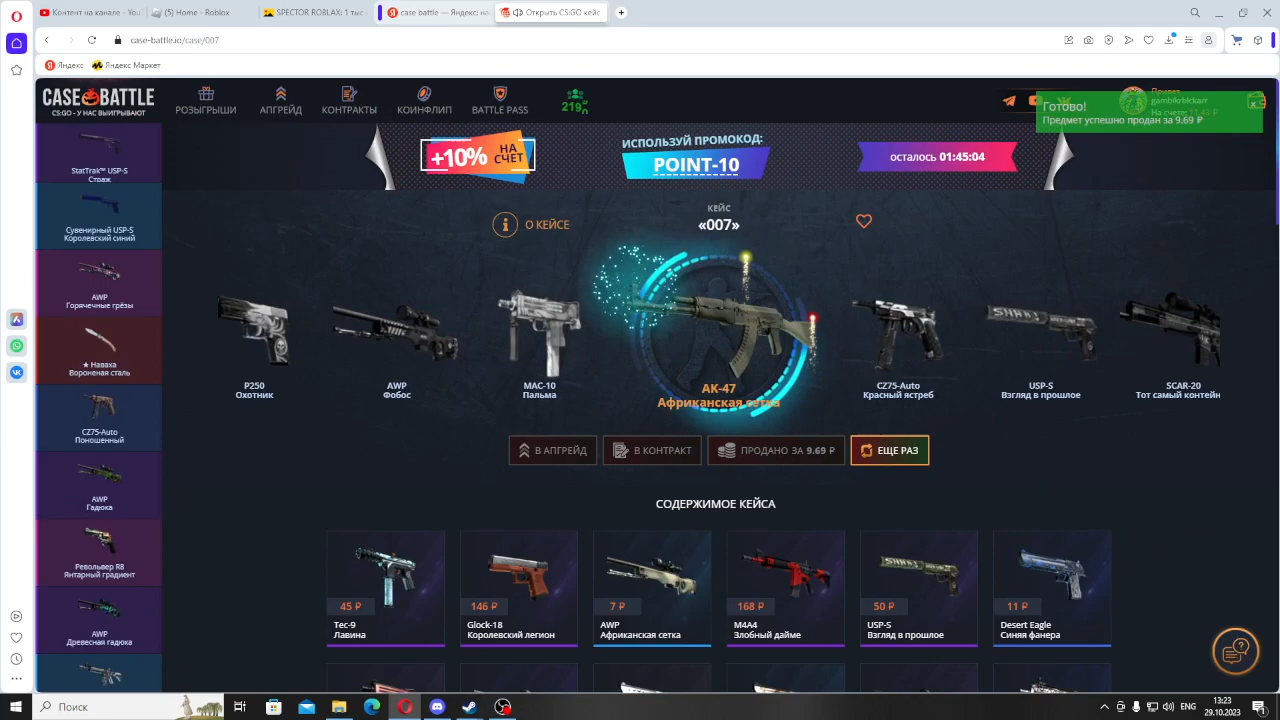 Контент на канале - You
(5) Home - Roblox
SPECTOR ROBLAX: 1 т
case battle — Яндекс: на
Открыть CS:GO кейс
case-battle.io/case/007
Яндекс
Яндекс Маркет
CASE BATTLE
CS:GO - У НАС ВЫИГРЫВАЮТ
РОЗЫГРЫШИ
АПГРЕЙД
КОНТРАКТЫ
КОИНФЛИП
BATTLE PASS
219
Привет
gambikrblckarr
На счете: 11.43 ₽
Готово!
Предмет успешно продан за 9.69 ₽
+10% НА СЧЕТ
ИСПОЛЬЗУЙ ПРОМОКОД:
POINT-10
осталось 01:45:04
StatTrak™ USP-S
Страж
Сувенирный USP-S
Королевский синий
AWP
Горячечные грёзы
★ Наваха
Вороненая сталь
CZ75-Auto
Поношенный
AWP
Гадюка
Револьвер R8
Янтарный градиент
AWP
Древесная гадюка
О КЕЙСЕ
КЕЙС
«007»
P250
Охотник
AWP
Фобос
MAC-10
Пальма
AK-47
Африканская сетка
CZ75-Auto
Красный ястреб
USP-S
Взгляд в прошлое
SCAR-20
Тот самый контейн
В АПГРЕЙД
В КОНТРАКТ
ПРОДАНО ЗА 9.69 ₽
ЕЩЕ РАЗ
СОДЕРЖИМОЕ КЕЙСА
45 ₽
Tec-9
Лавина
146 ₽
Glock-18
Королевский легион
7 ₽
AWP
Африканская сетка
168 ₽
M4A4
Злобный дайме
50 ₽
USP-S
Взгляд в прошлое
11 ₽
Desert Eagle
Синяя фанера
Поиск
ENG
13:23
29.10.2023